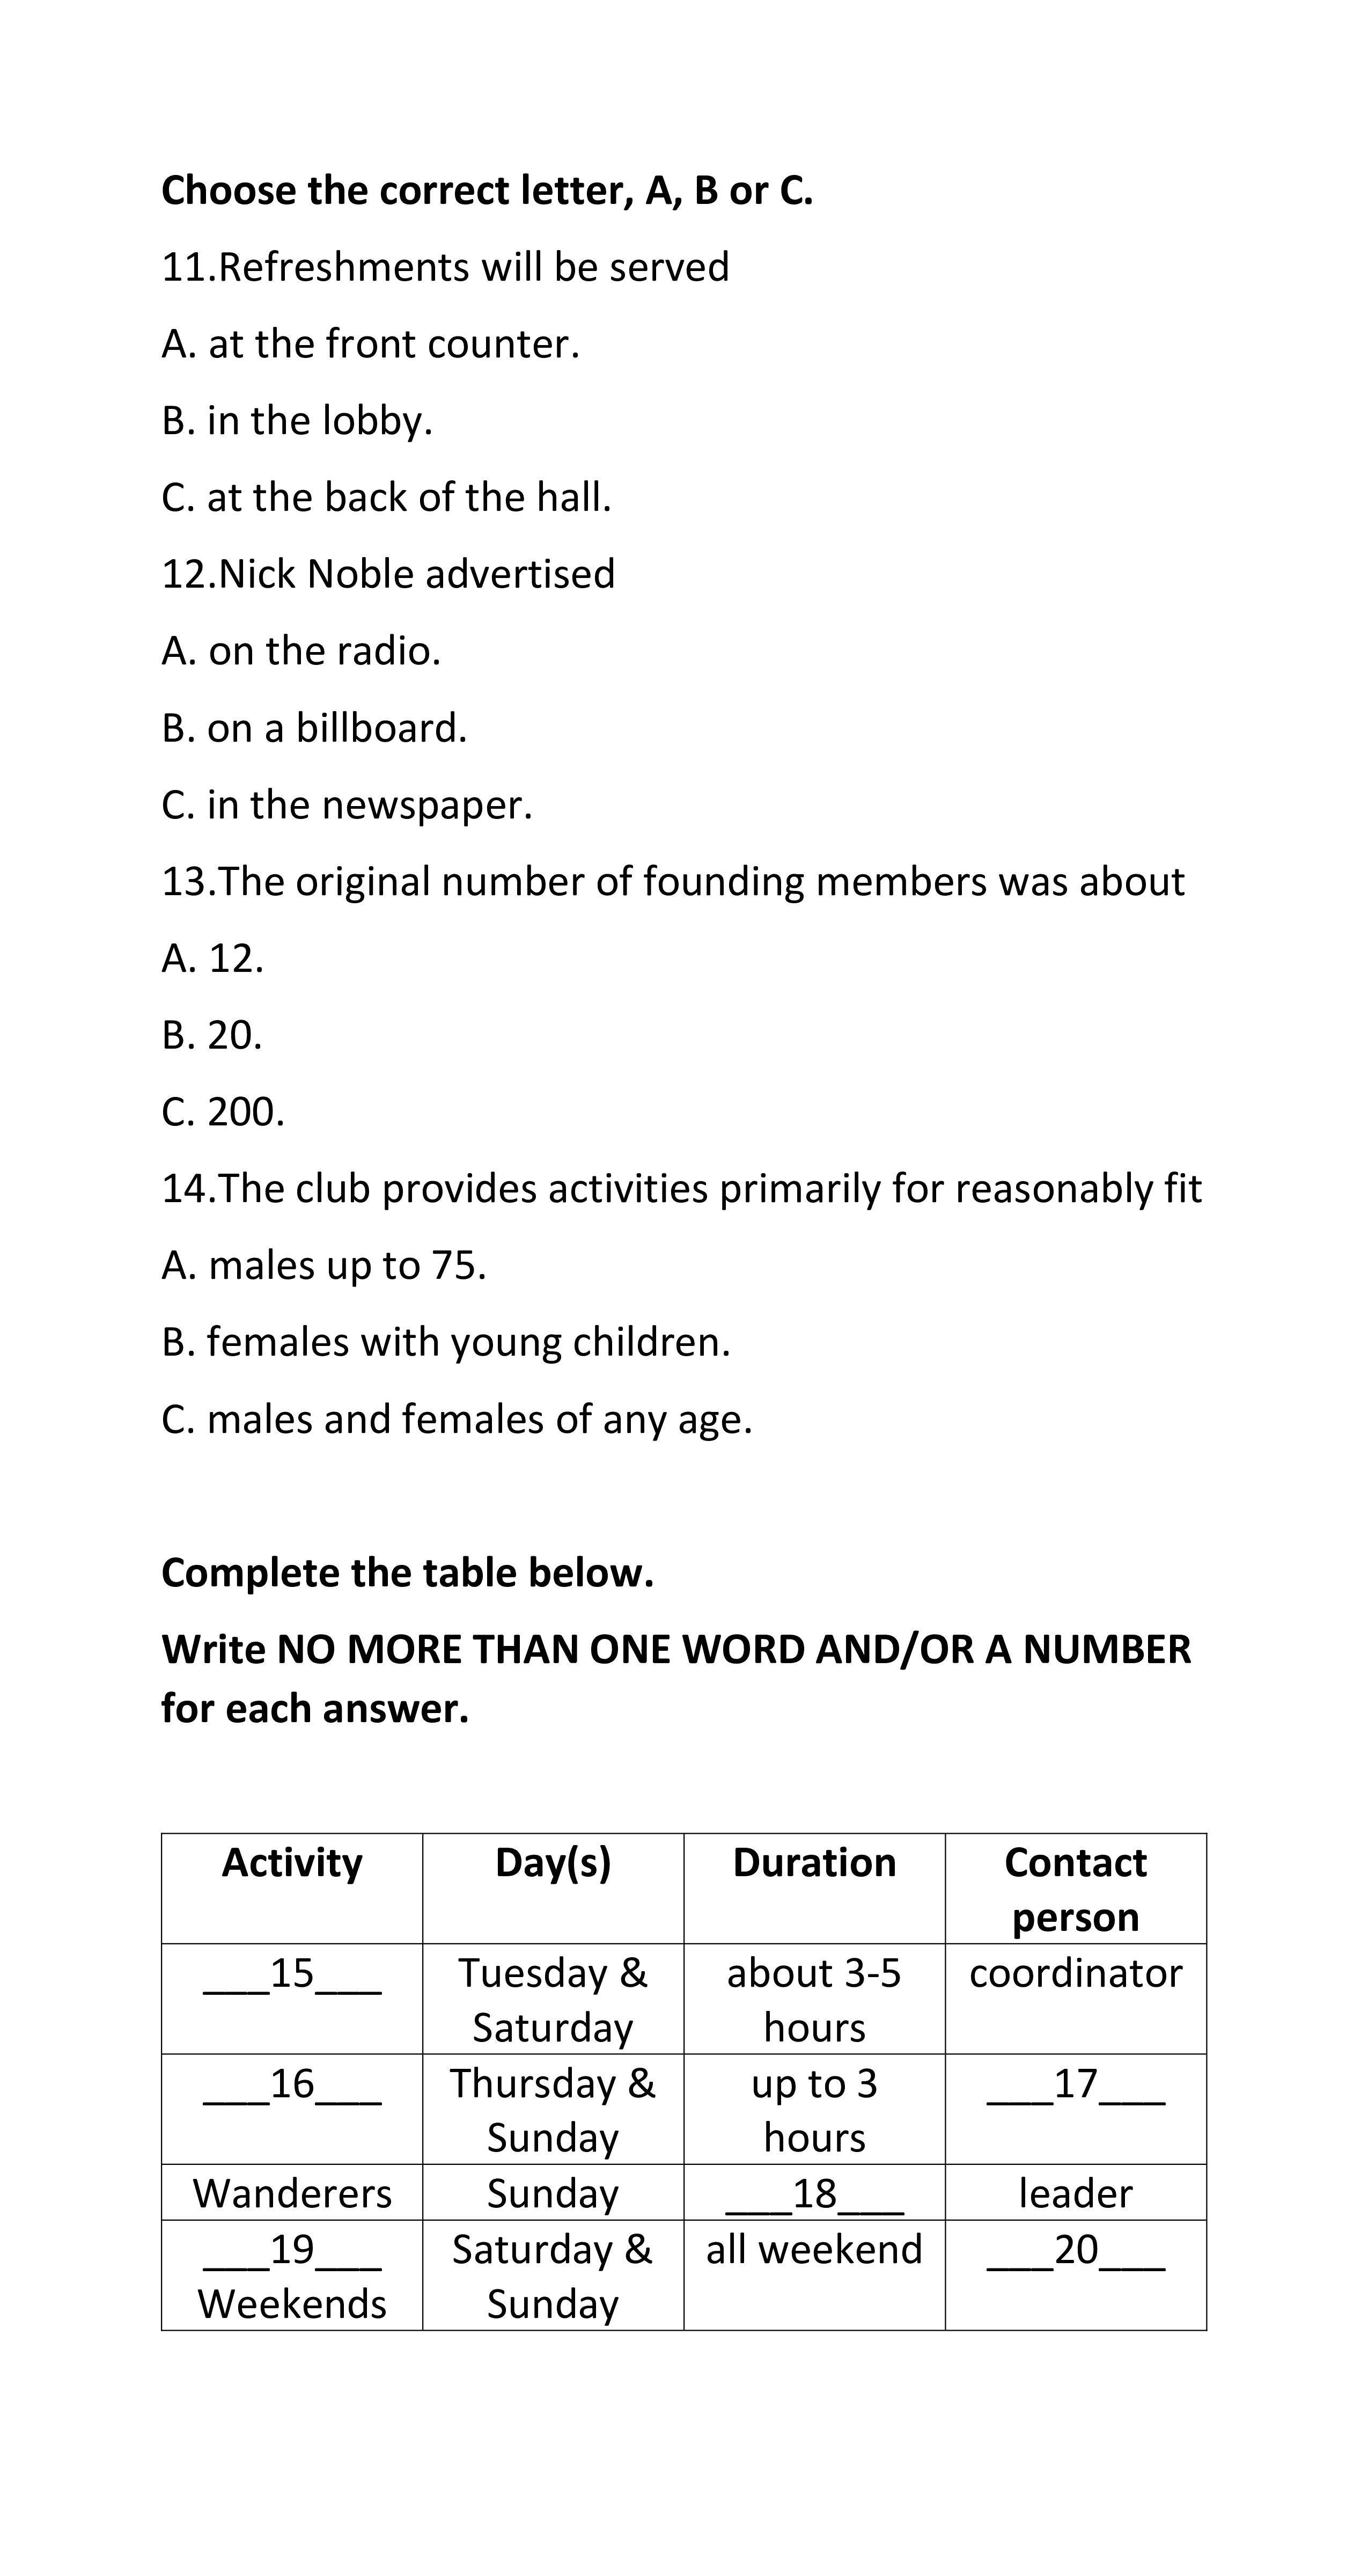 Choose the correct letter, A, B or C.
11.Refreshments will be served
A. at the front counter.
B. in the lobby.
C. at the back of the hall.
12.Nick Noble advertised
A. on the radio.
B. on a billboard.
C. in the newspaper.
13.The original number of founding members was about
A. 12.
B. 20.
C. 200.
14.The club provides activities primarily for reasonably fit
A. males up to 75.
B. females with young children.
C. males and females of any age.
Complete the table below.
Write NO MORE THAN ONE WORD AND/OR A NUMBER
for each answer.
Activity Day(s) Duration Contact
person
___15___ Tuesday & about 3-5 coordinator
Saturday hours
___16___ Thursday & up to 3 ___17___
Sunday hours
Wanderers Sunday ___18___ leader
___19___ Saturday & all weekend ___20___
Weekends Sunday